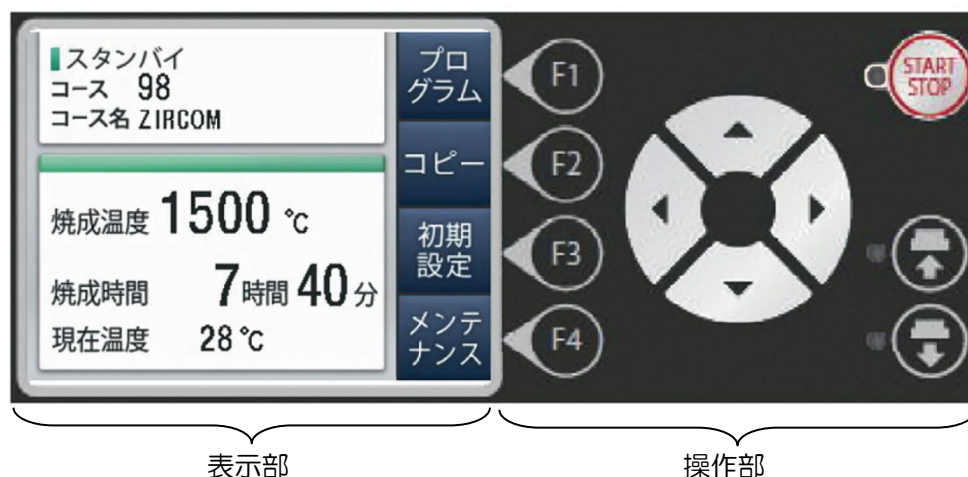 スタンバイ
コース 98
コース名 ZIRCOM
焼成温度 1500 ℃
焼成時間 7時間 40分
現在温度 28℃
プロ
グラム
コピー
初期
設定
メンテ
ナンス
F1
F2
F3
F4
START
STOP
表示部
操作部